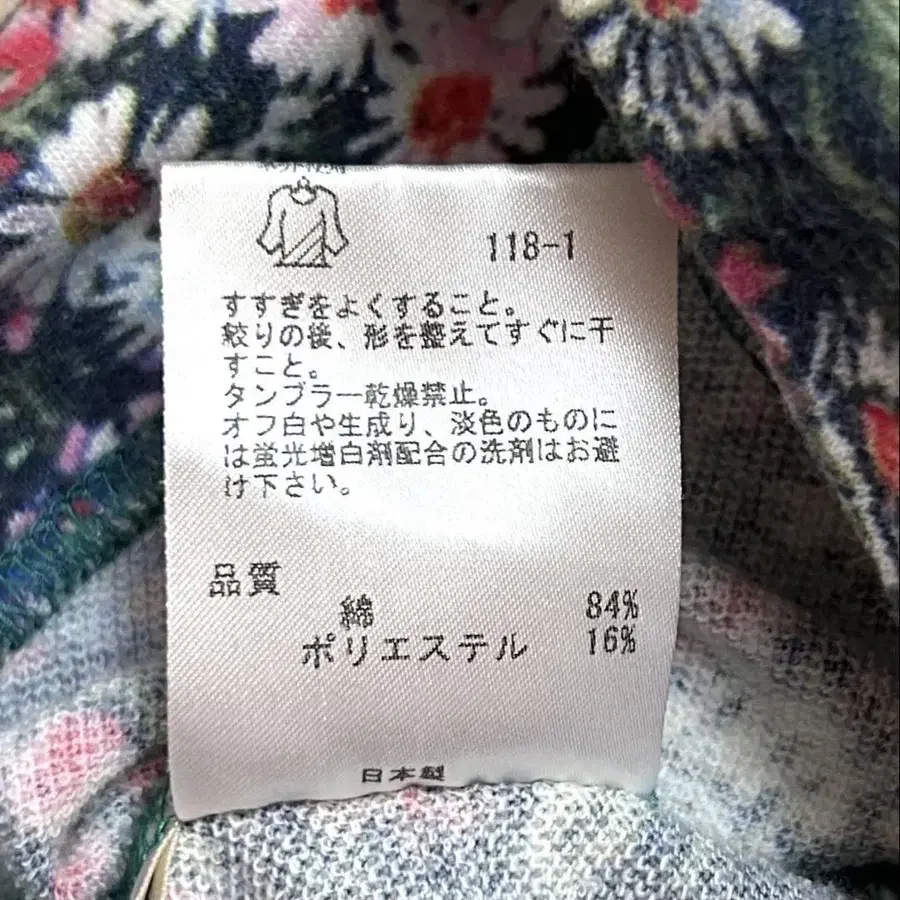 118-1
すすぎをよくすること。
絞りの後、形を整えてすぐに干
すこと。
タンブラー乾燥禁止。
オフ白や生成り、淡色のものに
は蛍光増白剤配合の洗剤はお避
け下さい。
品質
綿 84%
ポリエステル 16%
日本製